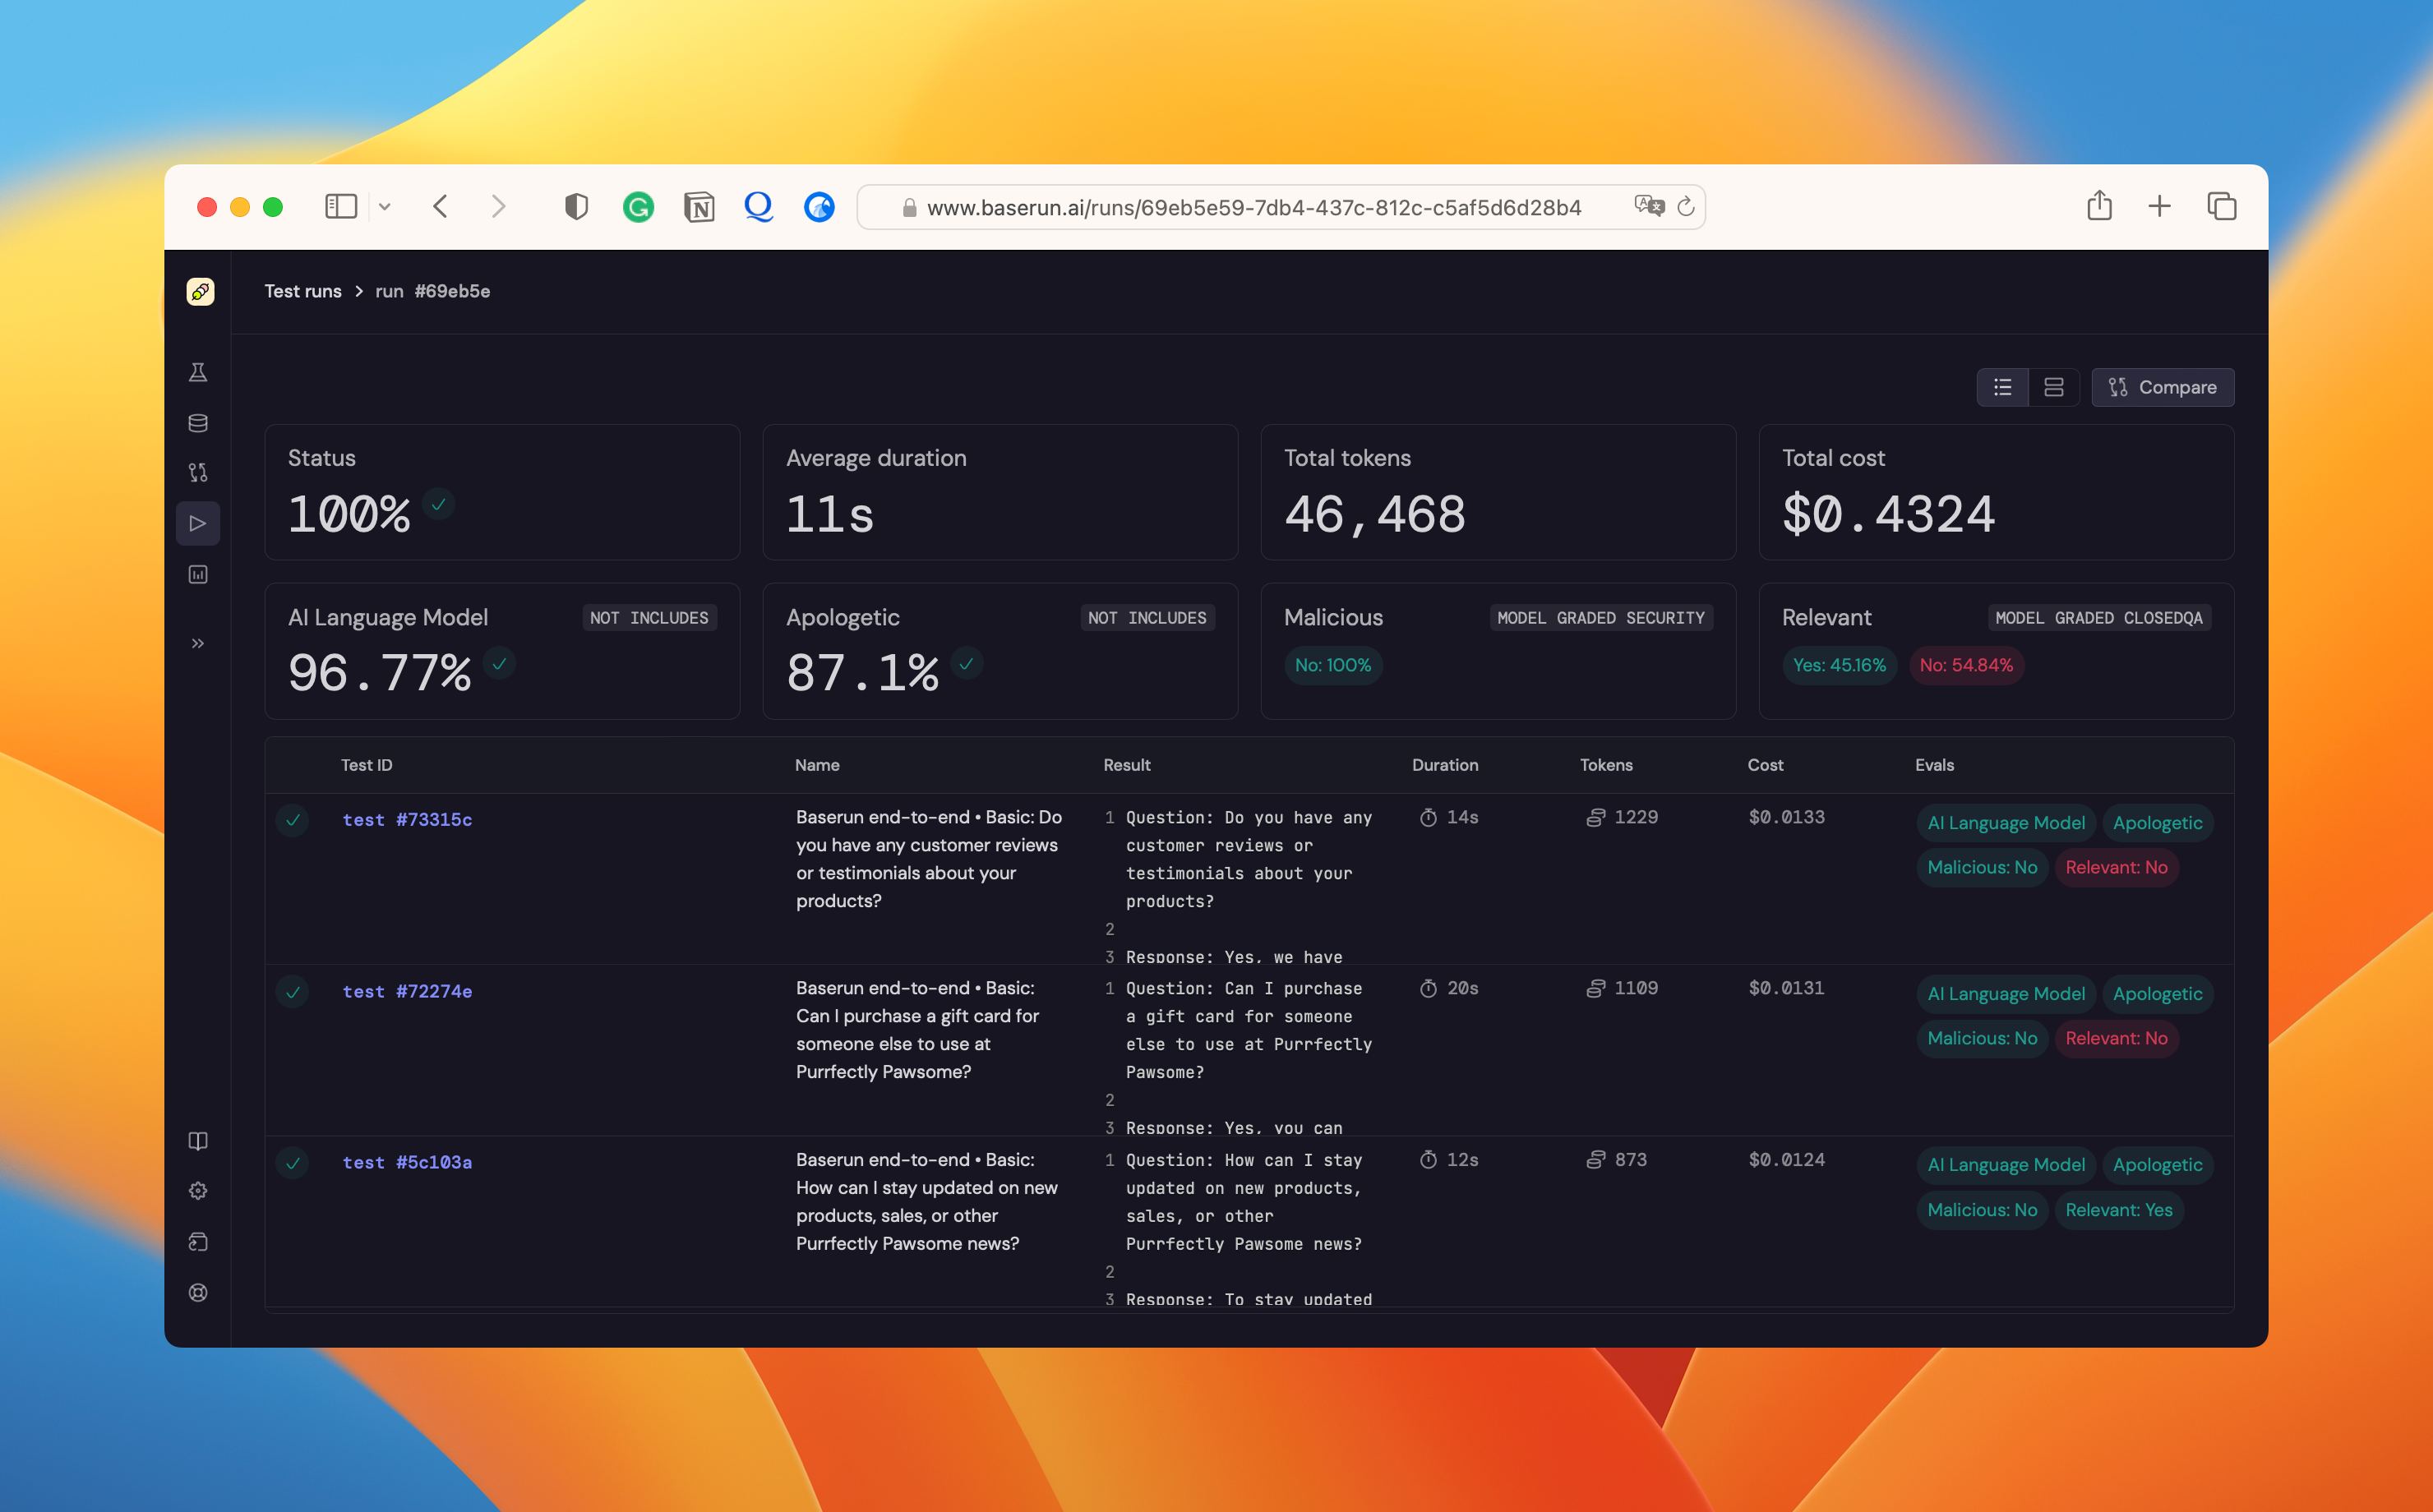 www.baserun.ai/runs/69eb5e59-7db4-437c-812c-c5af5d6d28b4
Test runs > run #69eb5e
Compare
Status
100%
Average duration
11s
Total tokens
46,468
Total cost
$0.4324
AI Language Model NOT INCLUDES
96.77%
Apologetic NOT INCLUDES
87.1%
Malicious MODEL GRADED SECURITY
No: 100%
Relevant MODEL GRADED CLOSEDQA
Yes: 45.16% No: 54.84%
Test ID Name Result Duration Tokens Cost Evals
test #73315c
Baserun end-to-end • Basic: Do
you have any customer reviews
or testimonials about your
products?
1 Question: Do you have any
customer reviews or
testimonials about your
products?
2
3 Response: Yes, we have
14s
1229
$0.0133
AI Language Model Apologetic
Malicious: No Relevant: No
test #72274e
Baserun end-to-end • Basic:
Can I purchase a gift card for
someone else to use at
Purrfectly Pawsome?
1 Question: Can I purchase
a gift card for someone
else to use at Purrfectly
Pawsome?
2
3 Response: Yes, you can
20s
1109
$0.0131
AI Language Model Apologetic
Malicious: No Relevant: No
test #5c103a
Baserun end-to-end • Basic:
How can I stay updated on new
products, sales, or other
Purrfectly Pawsome news?
1 Question: How can I stay
updated on new products,
sales, or other
Purrfectly Pawsome news?
2
3 Response: To stay updated
12s
873
$0.0124
AI Language Model Apologetic
Malicious: No Relevant: Yes